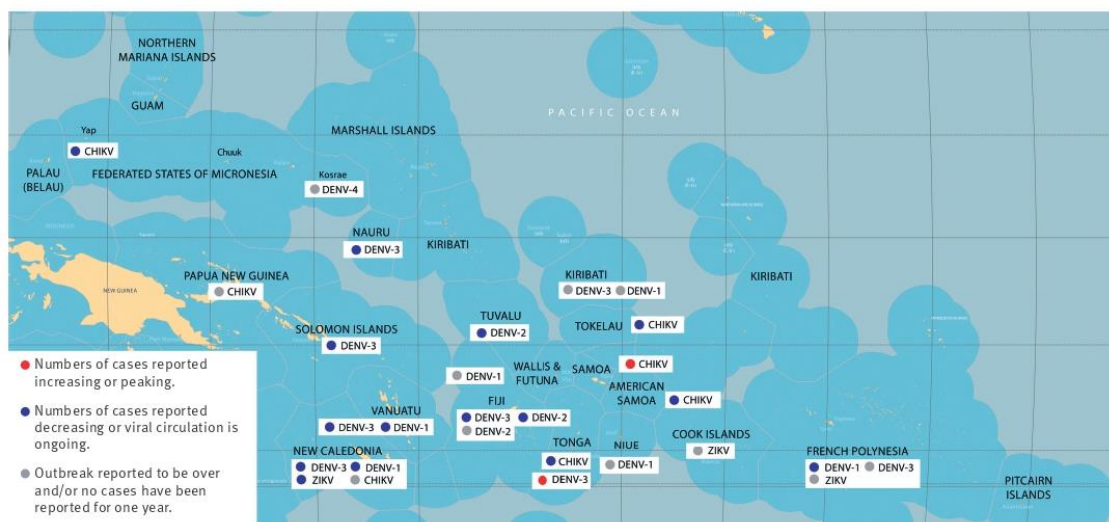 NORTHERN
MARIANA ISLANDS
GUAM
PACIFIC OCEAN
MARSHALL ISLANDS
Yap
CHIKV
Chuuk
PALAU
(BELAU)
FEDERATED STATES OF MICRONESIA
Kosrae
DENV-4
NAURU
DENV-3
KIRIBATI
PAPUA NEW GUINEA
CHIKV
NEW GUINEA
KIRIBATI
DENV-3 DENV-1
KIRIBATI
TUVALU
DENV-2
TOKELAU
CHIKV
SOLOMON ISLANDS
DENV-3
WALLIS &
FUTUNA
DENV-1
SAMOA
CHIKV
AMERICAN
SAMOA
CHIKV
FIJI
DENV-3 DENV-2
DENV-2
VANUATU
DENV-3 DENV-1
NEW CALEDONIA
DENV-3 DENV-1
ZIKV CHIKV
TONGA
CHIKV
DENV-3
NIUE
DENV-1
COOK ISLANDS
ZIKV
FRENCH POLYNESIA
DENV-1 DENV-3
ZIKV
PITCAIRN
ISLANDS
Numbers of cases reported
increasing or peaking.
Numbers of cases reported
decreasing or viral circulation is
ongoing.
Outbreak reported to be over
and/or no cases have been
reported for one year.